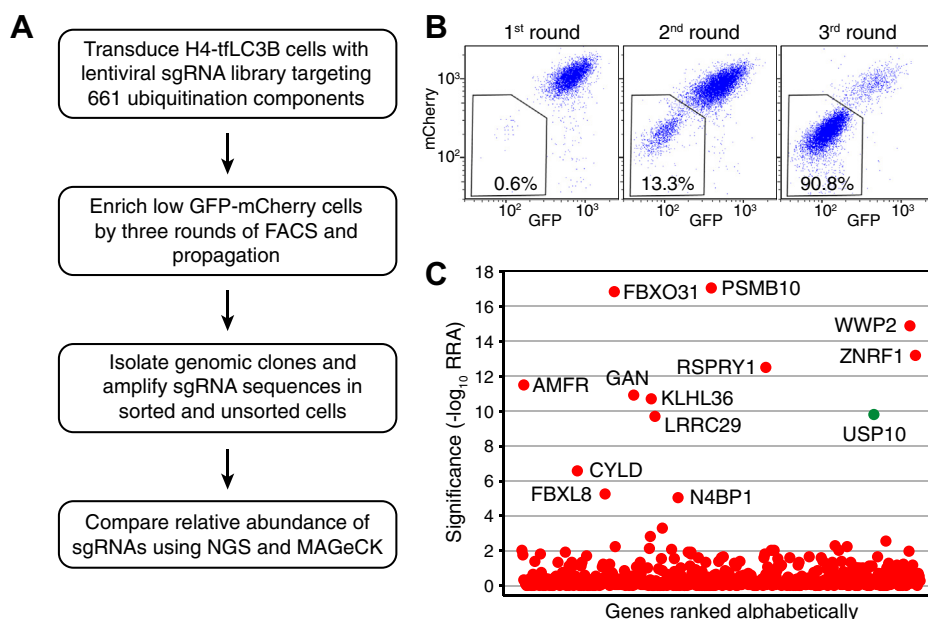 A
Transduce H4-tfLC3B cells with
lentiviral sgRNA library targeting
661 ubiquitination components
Enrich low GFP-mCherry cells
by three rounds of FACS and
propagation
Isolate genomic clones and
amplify sgRNA sequences in
sorted and unsorted cells
Compare relative abundance of
sgRNAs using NGS and MAGeCK
B
1st round 2nd round 3rd round
mCherry
10³
10²
0.6% 13.3% 90.8%
10² 10³ 10² 10³ 10² 10³
GFP GFP GFP
C
Significance (-log10 RRA)
18
16
14
12
10
8
6
4
2
0
FBXO31
PSMB10
WWP2
ZNRF1
RSPRY1
AMFR
GAN
KLHL36
LRRC29
USP10
CYLD
FBXL8
N4BP1
Genes ranked alphabetically